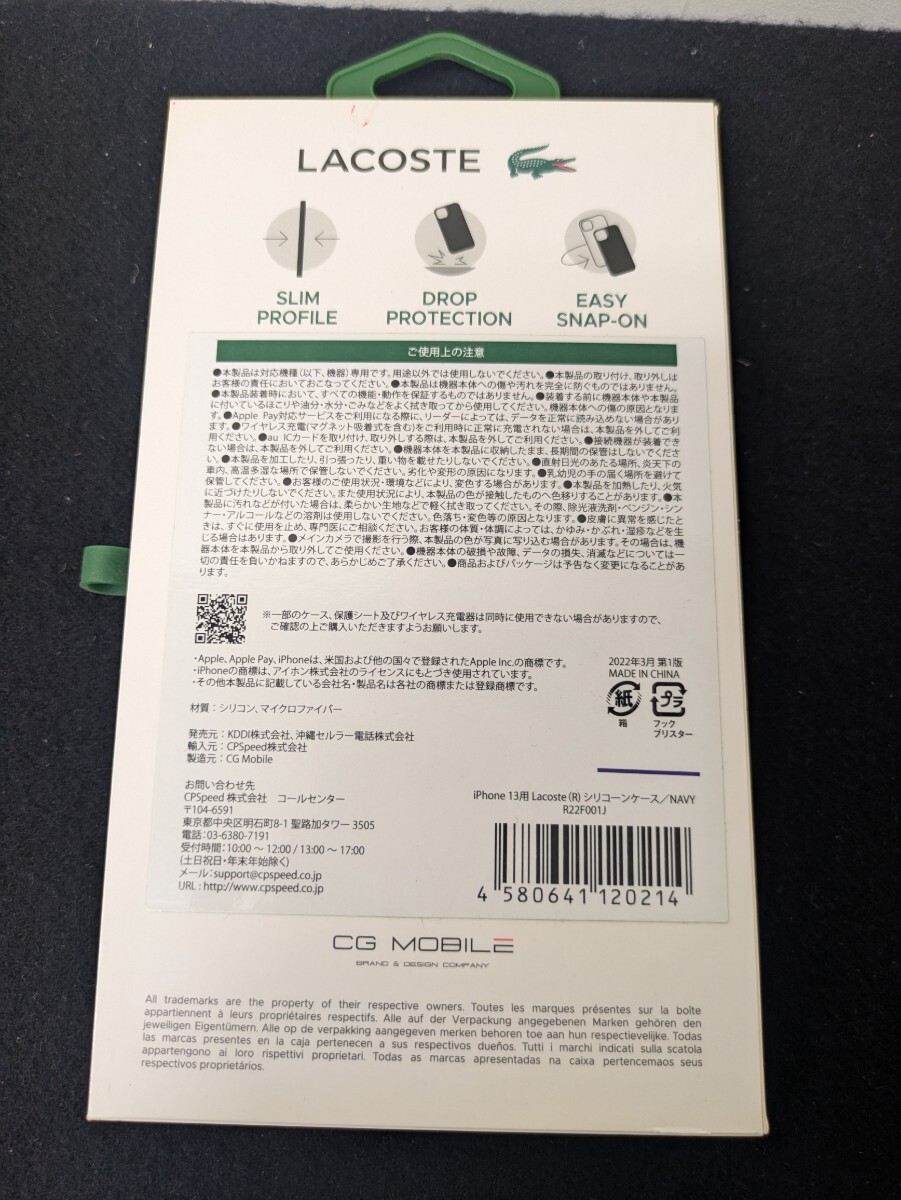 LACOSTE
SLIM
PROFILE
DROP
PROTECTION
EASY
SNAP-ON
ご使用上の注意
●本製品は対応機種（以下、機器）専用です。用途以外では使用しないでください。●本製品の取り付け、取り外しは
お客様の責任においておこなってください。●本製品は機器本体への傷や汚れを完全に防ぐものではありません。
●本製品装着時において、すべての機能・動作を保証するものではありません。●装着する前に機器本体や本製品
に付いているほこりや油分・水分・ごみなどをよく拭き取ってから使用してください。機器本体への傷の原因となりま
す。●Apple Pay対応サービスをご利用になる際に、リーダーによっては、データを正常に読み込めない場合がありま
す。●ワイヤレス充電（マグネット吸着式を含む）をご利用時に正常に充電されない場合は、本製品を外してご利
用ください。●au ICカードを取り付け、取り外しする際は、本製品を外してご利用ください。●接続機器が装着でき
ない場合は、本製品を外しご利用ください。●機器本体を本製品に収納したまま、長期間の保管はしないでくださ
い。●本製品を加工したり、引っ張ったり、重い物を載せたりしないでください。●直射日光のあたる場所、炎天下の
車内、高温多湿な場所で保管しないでください。劣化や変形の原因になります。●乳幼児の手の届く場所を避けて
保管してください。●お客様のご使用状況・環境などにより、変色する場合があります。●本製品を加熱したり、火気
に近づけたりしないでください。また使用状況により、本製品の色が接触したものへ色移りすることがあります。●本
製品に汚れなどが付いた場合は、柔らかい生地などで軽く拭き取ってください。その際、除光液洗剤・ベンジン・シン
ナー・アルコールなどの溶剤は使用しないでください。色落ち・変色等の原因となります。●皮膚に異常を感じたと
きは、すぐに使用を止め、専門医にご相談ください。お客様の体質・体調によっては、かゆみ・かぶれ・湿疹などを生
じる場合があります。●メインカメラで撮影を行う際、本製品の色が写真に写り込む場合があります。その場合は、機
器本体を本製品から取り外してご使用ください。●機器本体の破損や故障、データの損失、消滅などについては一
切の責任を負いかねますので、あらかじめご了承ください。●商品およびパッケージは予告なく変更になることがあ
ります。
※一部のケース、保護シート及びワイヤレス充電器は同時に使用できない場合がありますので、
ご確認の上ご購入いただきますようお願いします。
・Apple、Apple Pay、iPhoneは、米国および他の国々で登録されたApple Inc.の商標です。
・iPhoneの商標は、アイホン株式会社のライセンスにもとづき使用されています。
・その他本製品に記載している会社名・製品名は各社の商標または登録商標です。
2022年3月 第1版
MADE IN CHINA
紙
プラ
箱
フック
ブリスター
材質：シリコン、マイクロファイバー
発売元：KDDI株式会社、沖縄セルラー電話株式会社
輸入元：CPSpeed株式会社
製造元：CG Mobile
お問い合わせ先
CPSpeed 株式会社　コールセンター
〒104-6591
東京都中央区明石町8-1 聖路加タワー 3505
電話：03-6380-7191
受付時間：10:00 ～ 12:00 / 13:00 ～ 17:00
(土日祝日・年末年始除く)
メール：support@cpspeed.co.jp
URL：http://www.cpspeed.co.jp
iPhone 13用 Lacoste（R）シリコーンケース／NAVY
R22F001J
4 580641 120214
CG MOBILE
BRAND & DESIGN COMPANY
All trademarks are the property of their respective owners. Toutes les marques présentes sur la boîte
appartiennent à leurs propriétaires respectifs. Alle auf der Verpackung angegebenen Marken gehören den
jeweiligen Eigentümern. Alle op de verpakking aangegeven merken behoren toe aan hun respectievelijke. Todas
las marcas presentes en la caja pertenecen a sus respectivos dueños. Tutti i marchi indicati sulla scatola
appartengono ai loro rispettivi proprietari. Todas as marcas apresentadas na caixa pertencemaos seus
respectivos proprietários.